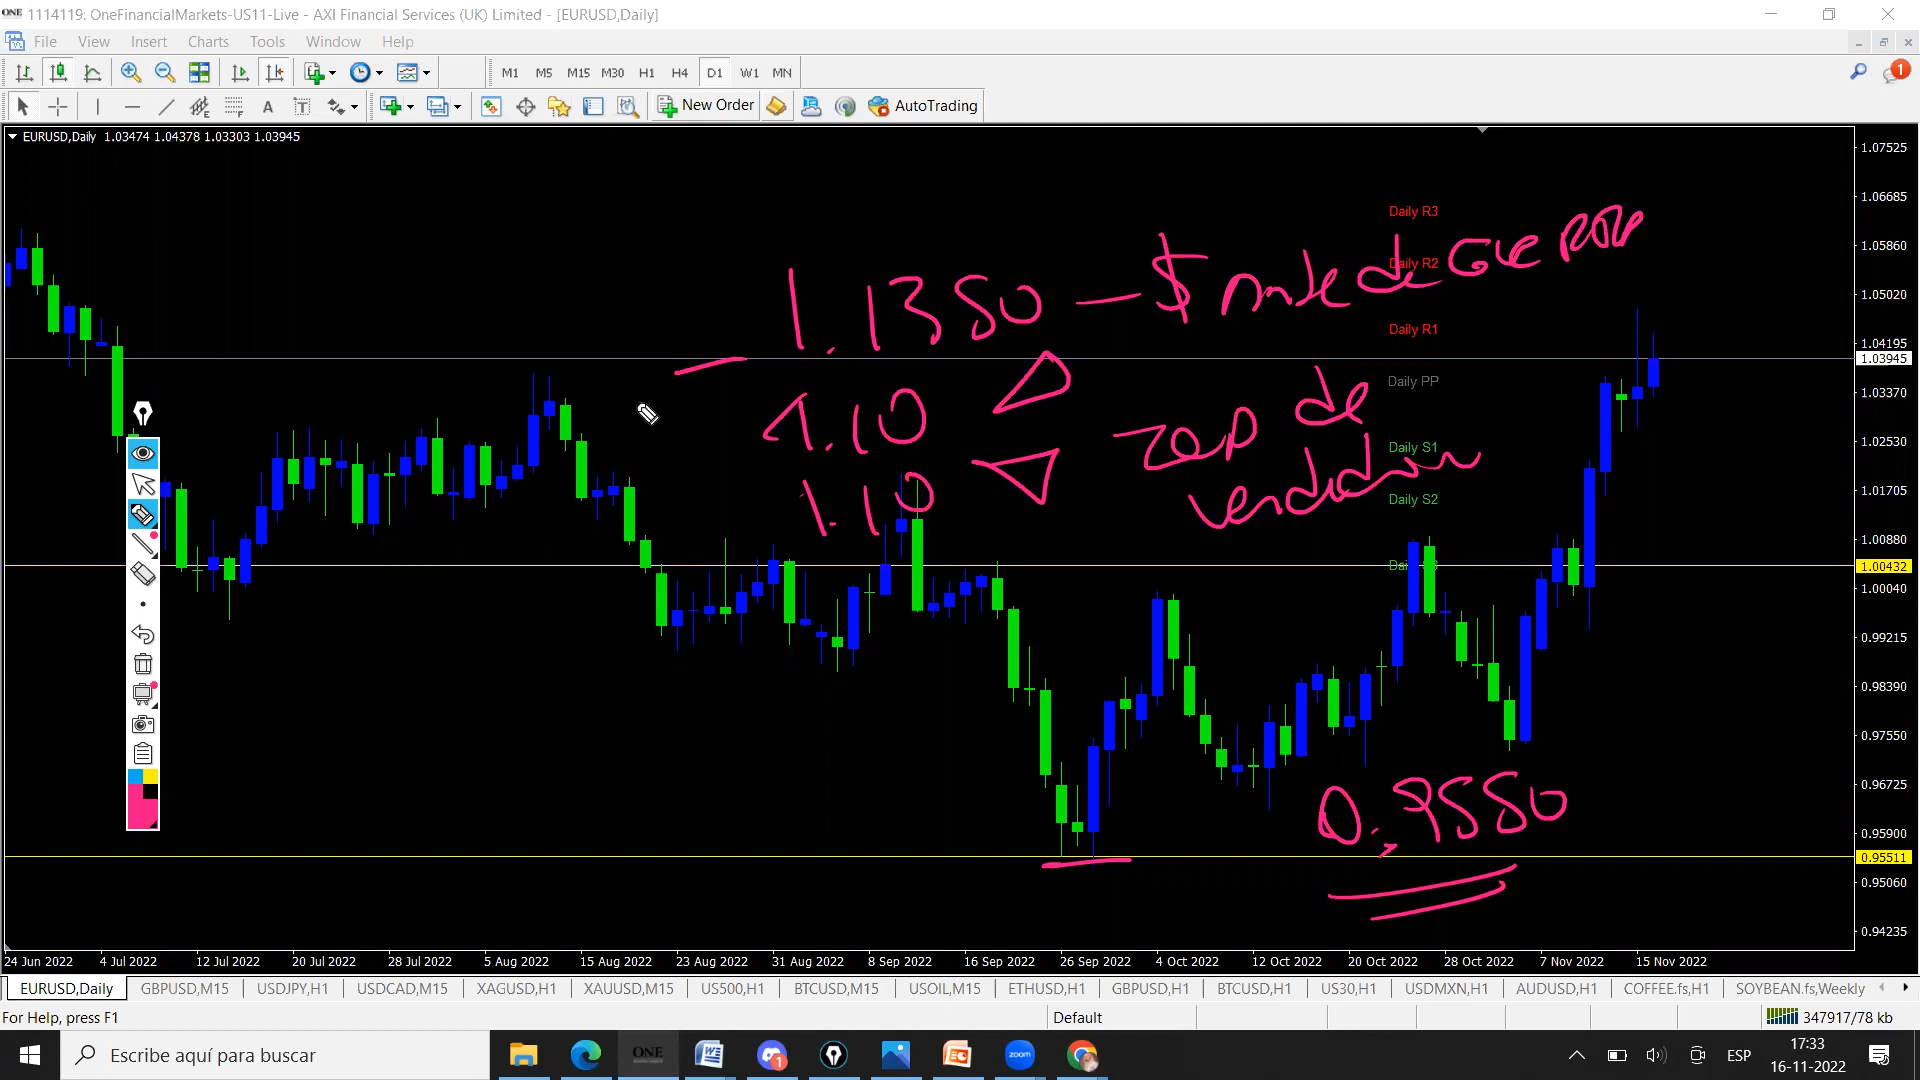 1114119: OneFinancialMarkets-US11-Live - AXI Financial Services (UK) Limited - [EURUSD,Daily]
File View Insert Charts Tools Window Help
M1 M5 M15 M30 H1 H4 D1 W1 MN
1
New Order AutoTrading
EURUSD,Daily 1.03474 1.04378 1.03303 1.03945
1.07525
1.06685
1.05860
1.05020
1.04195
1.03945
1.03370
1.02530
1.01705
1.00880
1.00432
1.00040
0.99215
0.98390
0.97550
0.96725
0.95900
0.95511
0.95060
0.94235
Daily R3
Daily R2
Daily R1
Daily PP
Daily S1
Daily S2
1.1350 — $ antes de
1.10
1.10
zona de
0.9550
24 Jun 2022 4 Jul 2022 12 Jul 2022 20 Jul 2022 28 Jul 2022 5 Aug 2022 15 Aug 2022 23 Aug 2022 31 Aug 2022 8 Sep 2022 16 Sep 2022 26 Sep 2022 4 Oct 2022 12 Oct 2022 20 Oct 2022 28 Oct 2022 7 Nov 2022 15 Nov 2022
EURUSD,Daily GBPUSD,M15 USDJPY,H1 USDCAD,M15 XAGUSD,H1 XAUUSD,M15 US500,H1 BTCUSD,M15 USOIL,M15 ETHUSD,H1 GBPUSD,H1 BTCUSD,H1 US30,H1 USDMXN,H1 AUDUSD,H1 COFFEE.fs,H1 SOYBEAN.fs,Weekly
For Help, press F1 Default 347917/78 kb
Escribe aquí para buscar
ONE
zoom
ESP
17:33
16-11-2022